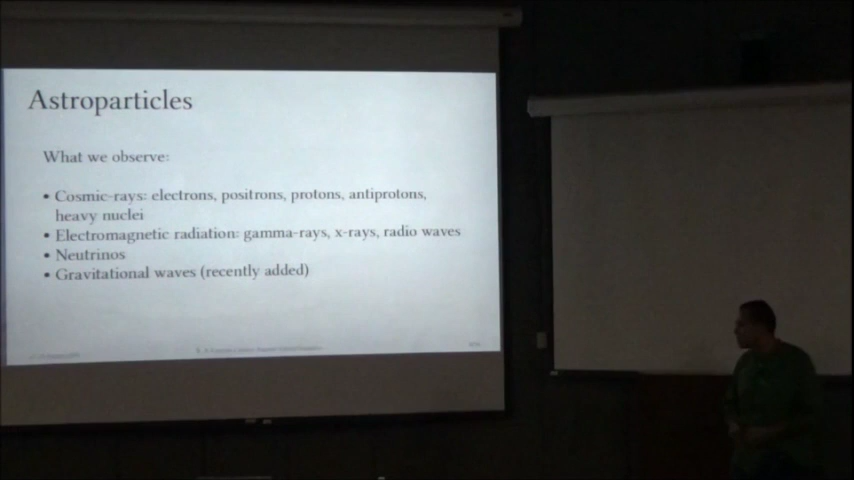 Astroparticles
What we observe:
• Cosmic-rays: electrons, positrons, protons, antiprotons,
heavy nuclei
• Electromagnetic radiation: gamma-rays, x-rays, radio waves
• Neutrinos
• Gravitational waves (recently added)